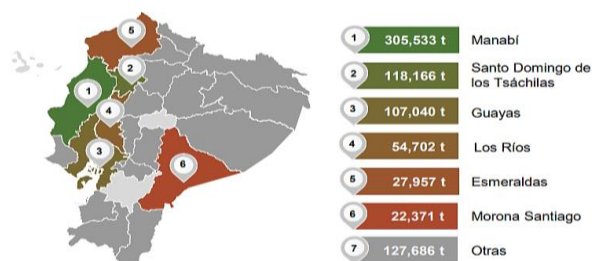 5
2
1
4
3
6
1 305,533 t Manabí
2 118,166 t Santo Domingo de
los Tsáchilas
3 107,040 t Guayas
4 54,702 t Los Ríos
5 27,957 t Esmeraldas
6 22,371 t Morona Santiago
7 127,686 t Otras